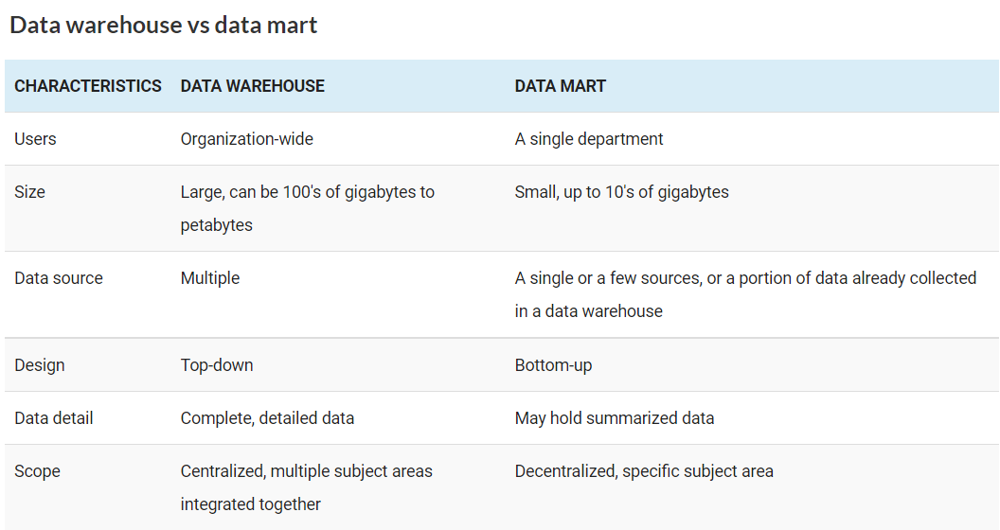 Data warehouse vs data mart
CHARACTERISTICS DATA WAREHOUSE DATA MART
Users Organization-wide A single department
Size Large, can be 100's of gigabytes to Small, up to 10's of gigabytes
petabytes
Data source Multiple A single or a few sources, or a portion of data already collected
in a data warehouse
Design Top-down Bottom-up
Data detail Complete, detailed data May hold summarized data
Scope Centralized, multiple subject areas Decentralized, specific subject area
integrated together